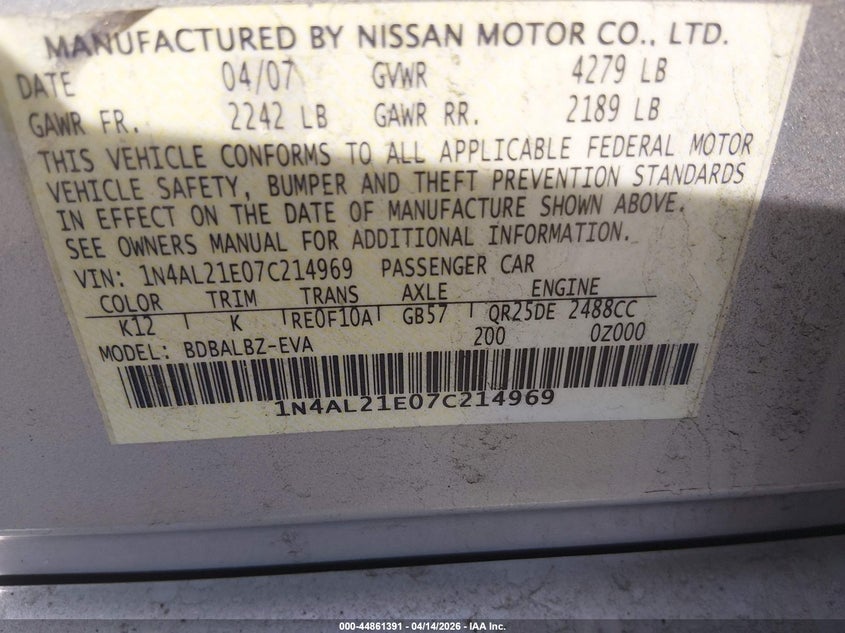 MANUFACTURED BY NISSAN MOTOR CO., LTD.
DATE 04/07 GVWR 4279 LB
GAWR FR. 2242 LB GAWR RR. 2189 LB
THIS VEHICLE CONFORMS TO ALL APPLICABLE FEDERAL MOTOR
VEHICLE SAFETY, BUMPER AND THEFT PREVENTION STANDARDS
IN EFFECT ON THE DATE OF MANUFACTURE SHOWN ABOVE.
SEE OWNERS MANUAL FOR ADDITIONAL INFORMATION.
VIN: 1N4AL21E07C214969 PASSENGER CAR
COLOR TRIM TRANS AXLE ENGINE
K12 K RE0F10A GB57 QR25DE 2488CC
MODEL: BDBALBZ-EVA 200 0Z000
1N4AL21E07C214969
000-44861391 04/14/2026 - IAA Inc.